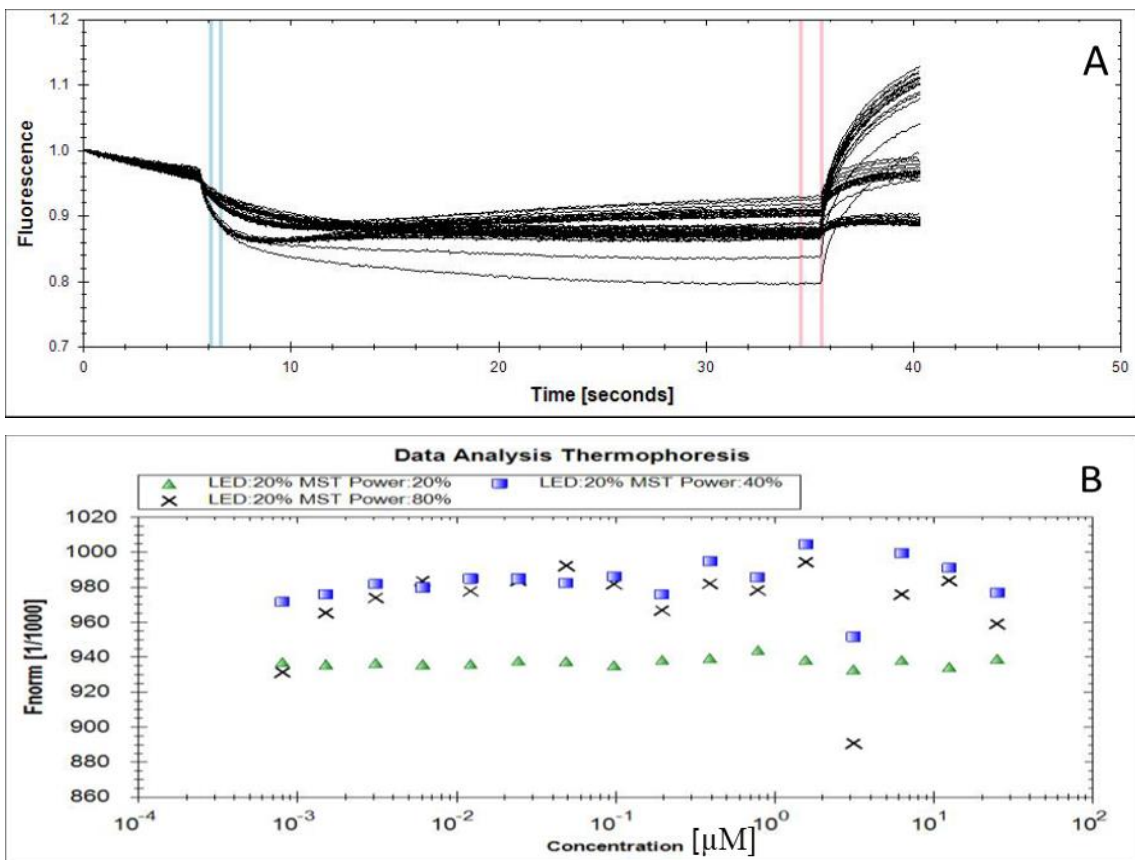 A
1.2
1.1
1.0
0.9
0.8
0.7
Fluorescence
0 10 20 30 40 50
Time [seconds]
B
Data Analysis Thermophoresis
LED:20% MST Power:20% LED:20% MST Power:40%
LED:20% MST Power:80%
1020
1000
980
960
940
920
900
880
860
Fnorm [1/1000]
10-4 10-3 10-2 10-1 100 101 102
Concentration [µM]